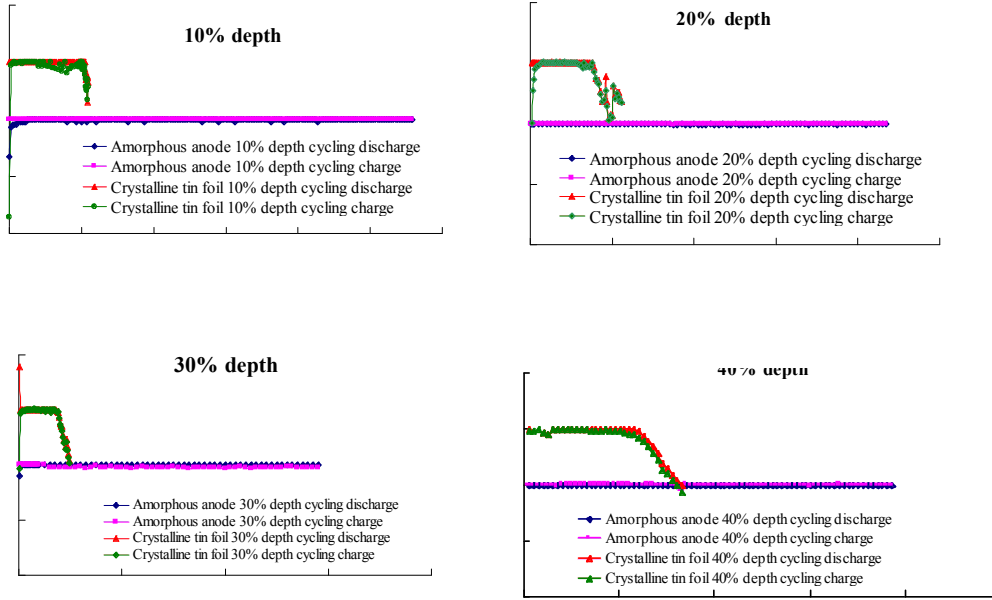 10% depth
Amorphous anode 10% depth cycling discharge
Amorphous anode 10% depth cycling charge
Crystalline tin foil 10% depth cycling discharge
Crystalline tin foil 10% depth cycling charge
20% depth
Amorphous anode 20% depth cycling discharge
Amorphous anode 20% depth cycling charge
Crystalline tin foil 20% depth cycling discharge
Crystalline tin foil 20% depth cycling charge
30% depth
Amorphous anode 30% depth cycling discharge
Amorphous anode 30% depth cycling charge
Crystalline tin foil 30% depth cycling discharge
Crystalline tin foil 30% depth cycling charge
40% depth
Amorphous anode 40% depth cycling discharge
Amorphous anode 40% depth cycling charge
Crystalline tin foil 40% depth cycling discharge
Crystalline tin foil 40% depth cycling charge